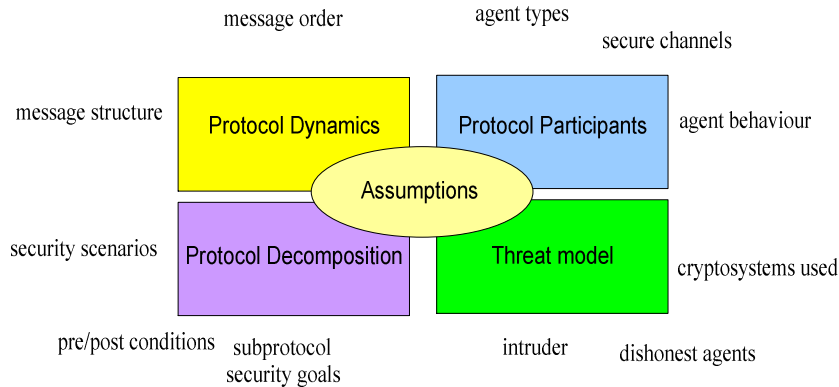 message order
agent types
secure channels
message structure
Protocol Dynamics
Protocol Participants
agent behaviour
Assumptions
security scenarios
Protocol Decomposition
Threat model
cryptosystems used
pre/post conditions
subprotocol
security goals
intruder
dishonest agents